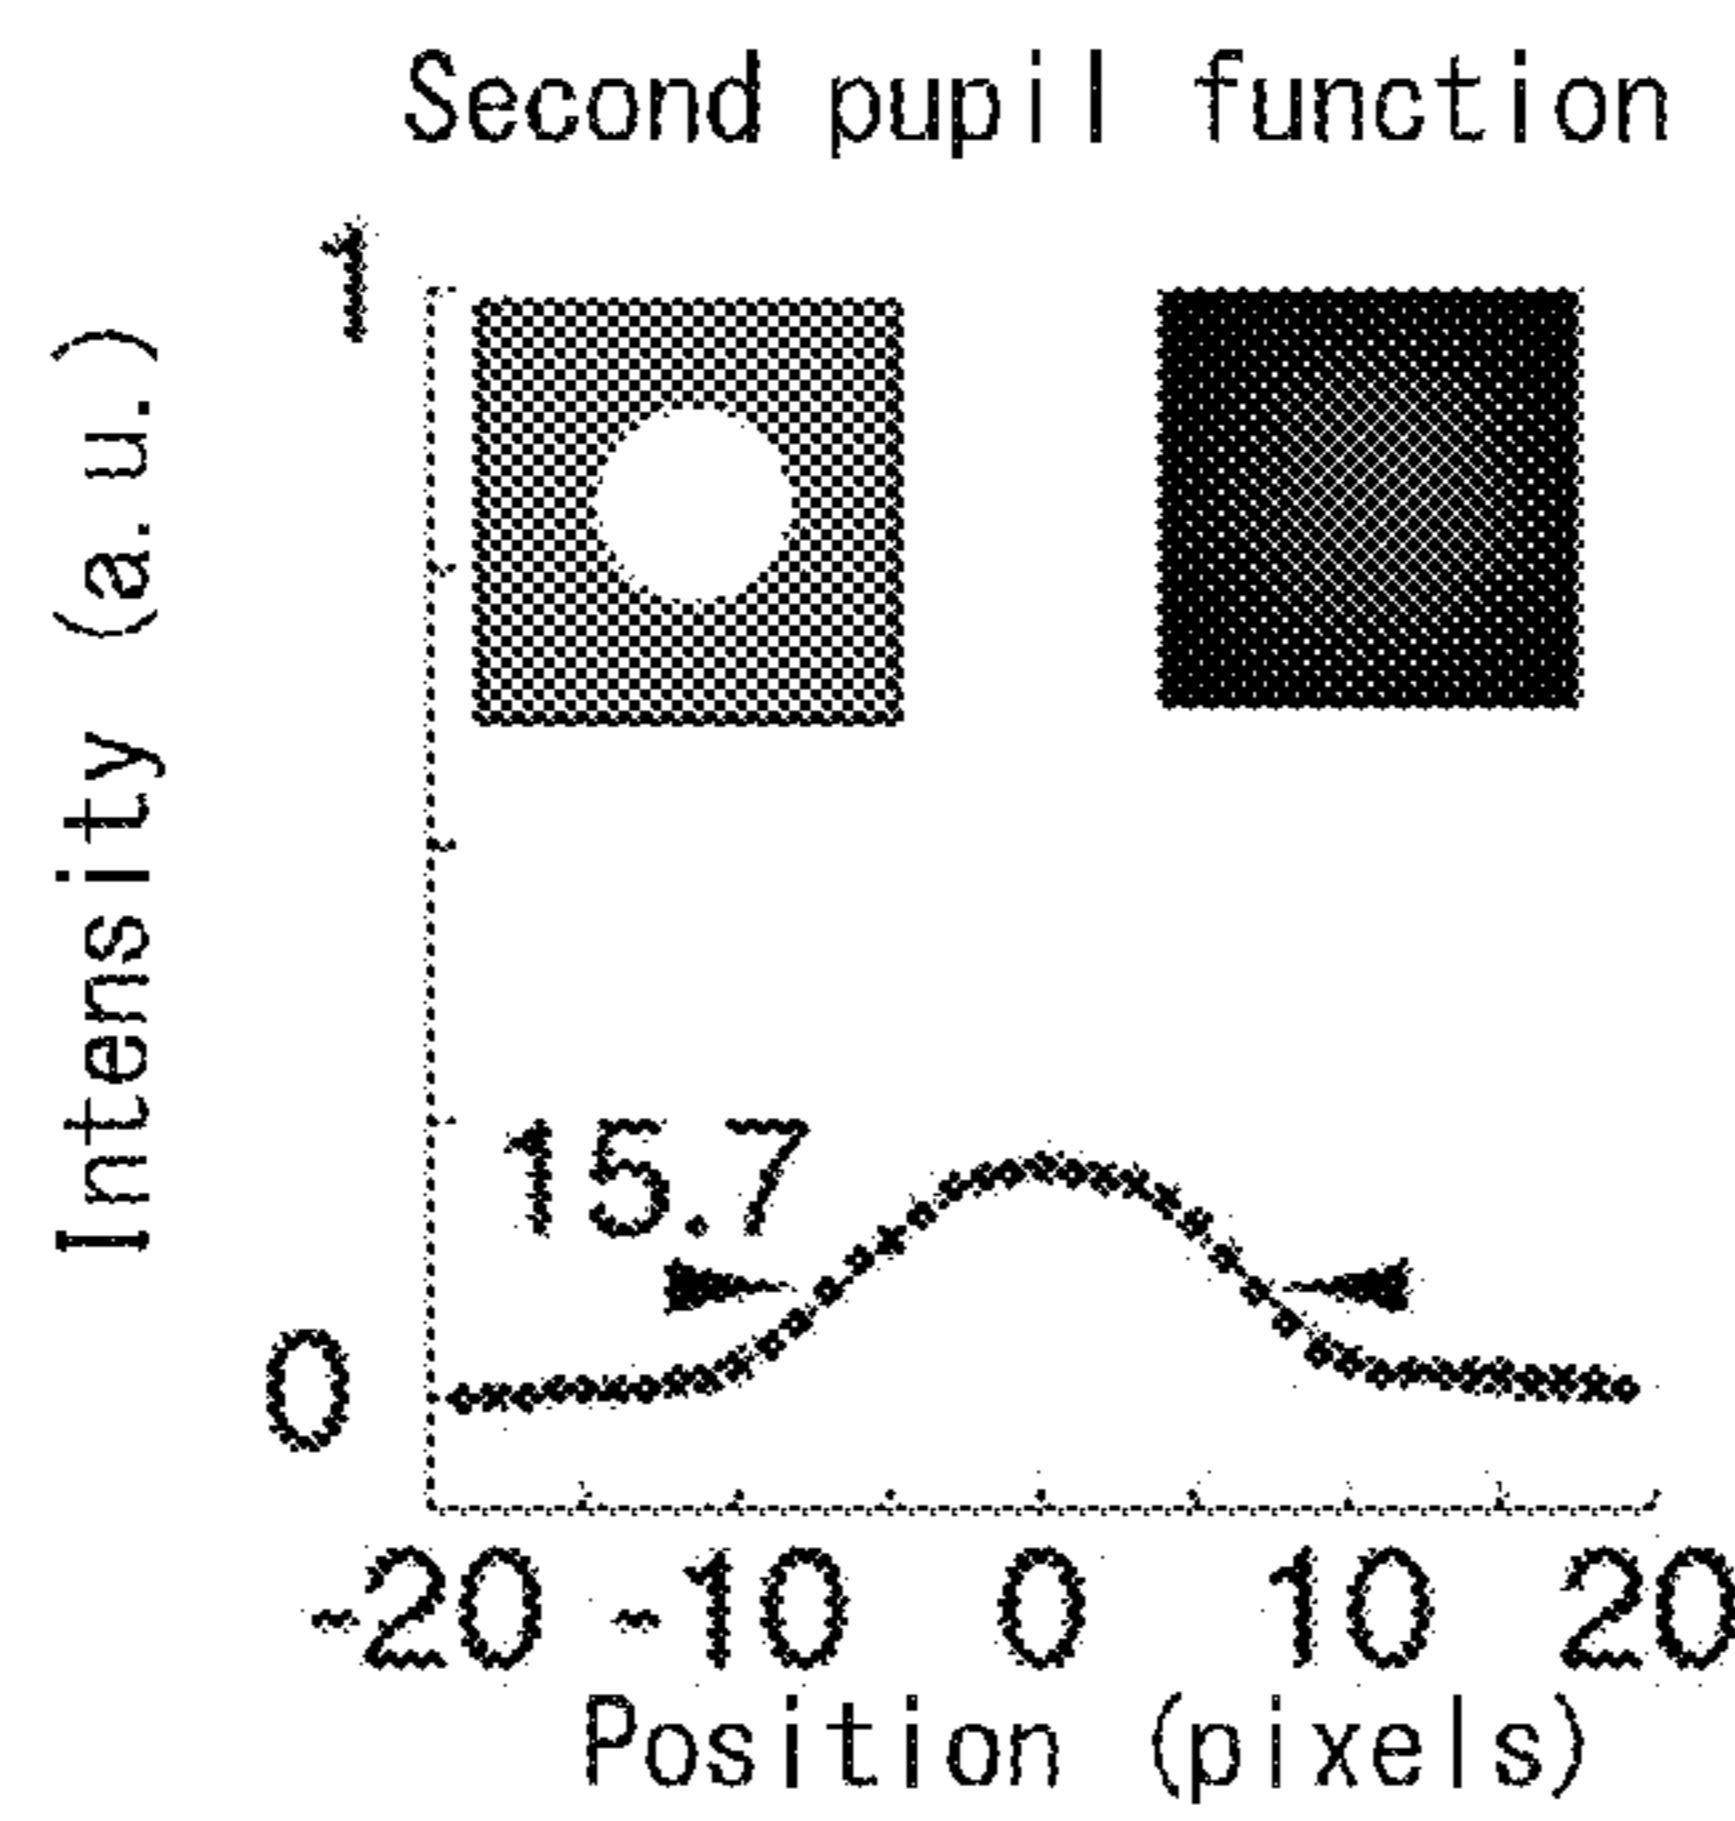 Second pupil function
1
Intensity (a.u.)
15.7
0
-20 -10 0 10 20
Position (pixels)